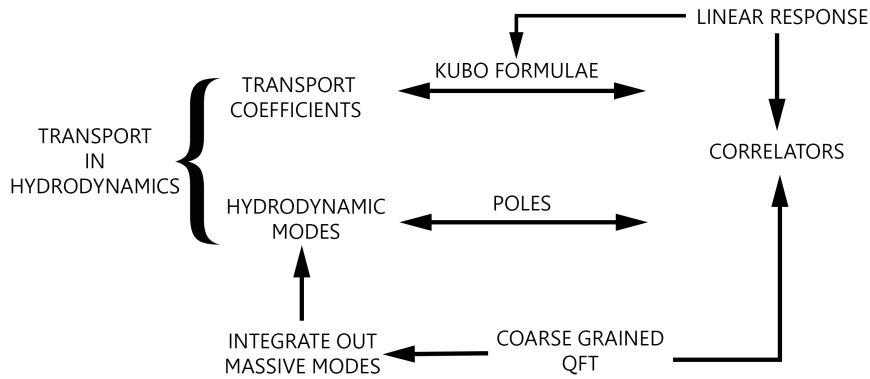 LINEAR RESPONSE
KUBO FORMULAE
TRANSPORT
COEFFICIENTS
TRANSPORT
IN
HYDRODYNAMICS
CORRELATORS
HYDRODYNAMIC
MODES
POLES
INTEGRATE OUT
MASSIVE MODES
COARSE GRAINED
QFT